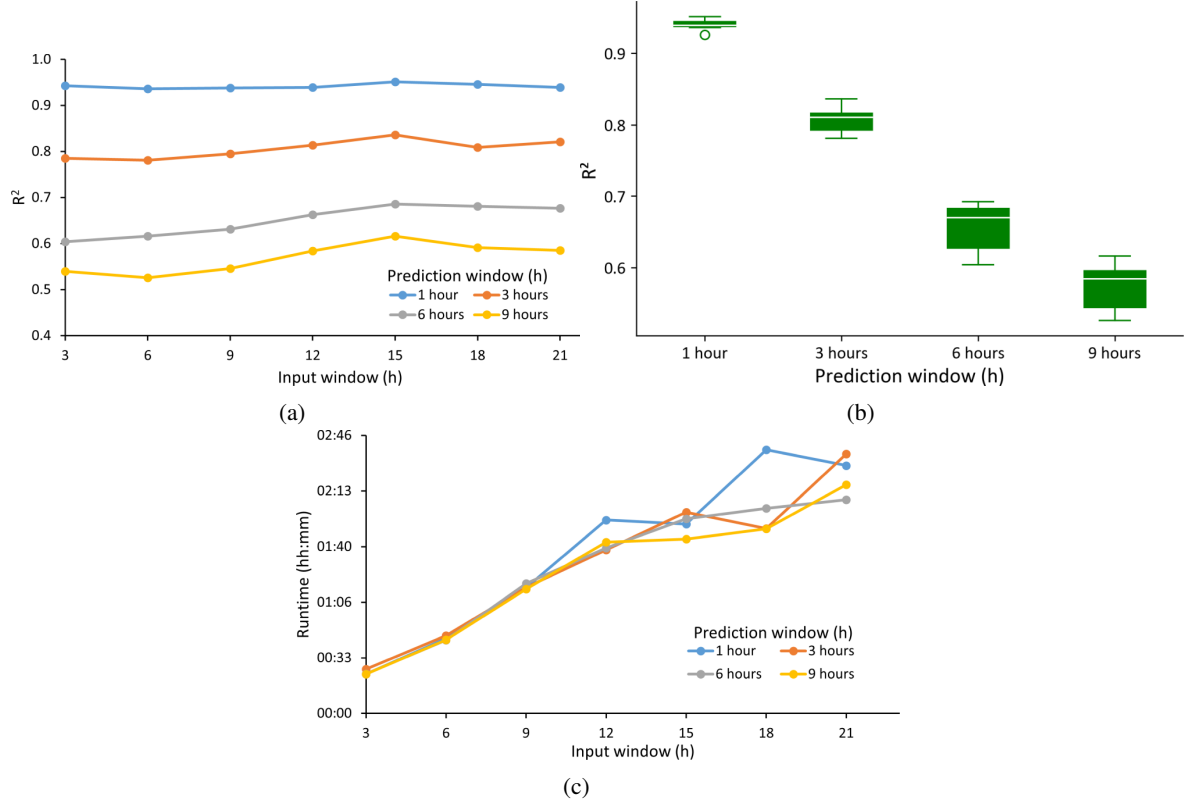 1.0
0.9
0.8
0.7
0.6
0.5
0.4
R²
Prediction window (h)
1 hour 3 hours
6 hours 9 hours
3 6 9 12 15 18 21
Input window (h)
(a)
0.9
0.8
0.7
0.6
R²
1 hour 3 hours 6 hours 9 hours
Prediction window (h)
(b)
02:46
02:13
01:40
01:06
00:33
00:00
Runtime (hh:mm)
Prediction window (h)
1 hour 3 hours
6 hours 9 hours
3 6 9 12 15 18 21
Input window (h)
(c)